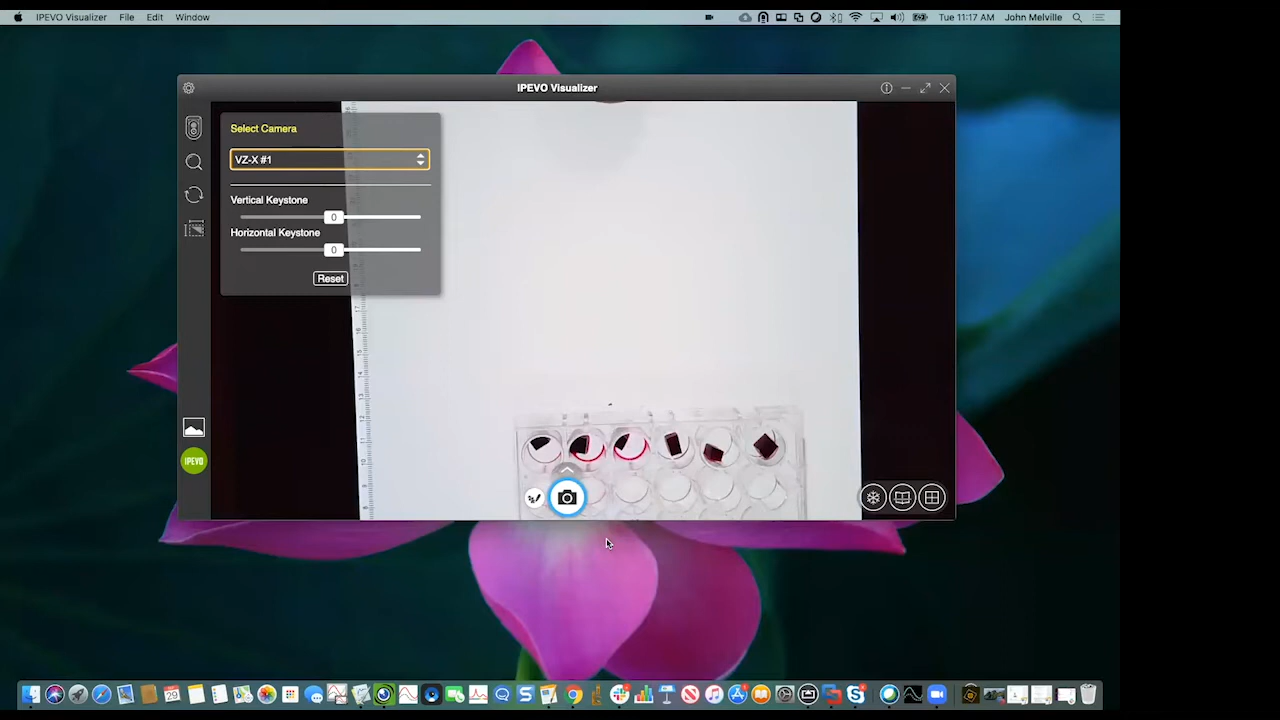 IPEVO Visualizer File Edit Window Tue 11:17 AM John Melville
IPEVO Visualizer
Select Camera
VZ-X #1
Vertical Keystone
0
Horizontal Keystone
0
Reset
IPEVO
29